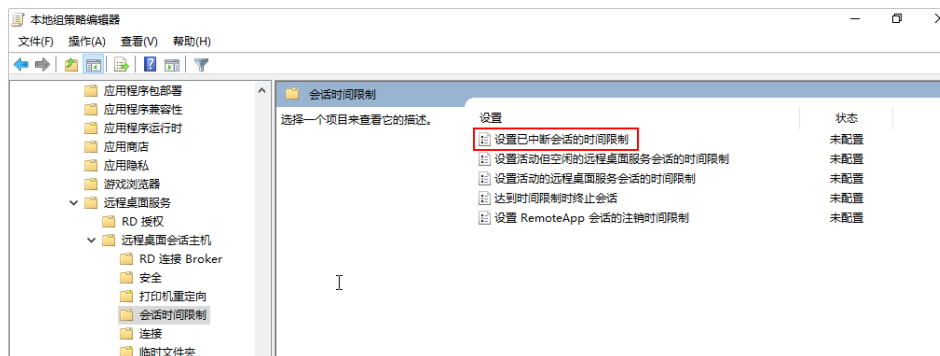 本地组策略编辑器
文件(F) 操作(A) 查看(V) 帮助(H)
应用程序包部署
应用程序兼容性
应用程序运行时
应用商店
应用隐私
游戏浏览器
远程桌面服务
RD 授权
远程桌面会话主机
RD 连接 Broker
安全
打印机重定向
会话时间限制
连接
临时文件夹
会话时间限制
选择一个项目来查看它的描述。
设置 状态
设置已中断会话的时间限制 未配置
设置活动但空闲的远程桌面服务会话的时间限制 未配置
设置活动的远程桌面服务会话的时间限制 未配置
达到时间限制时终止会话 未配置
设置 RemoteApp 会话的注销时间限制 未配置